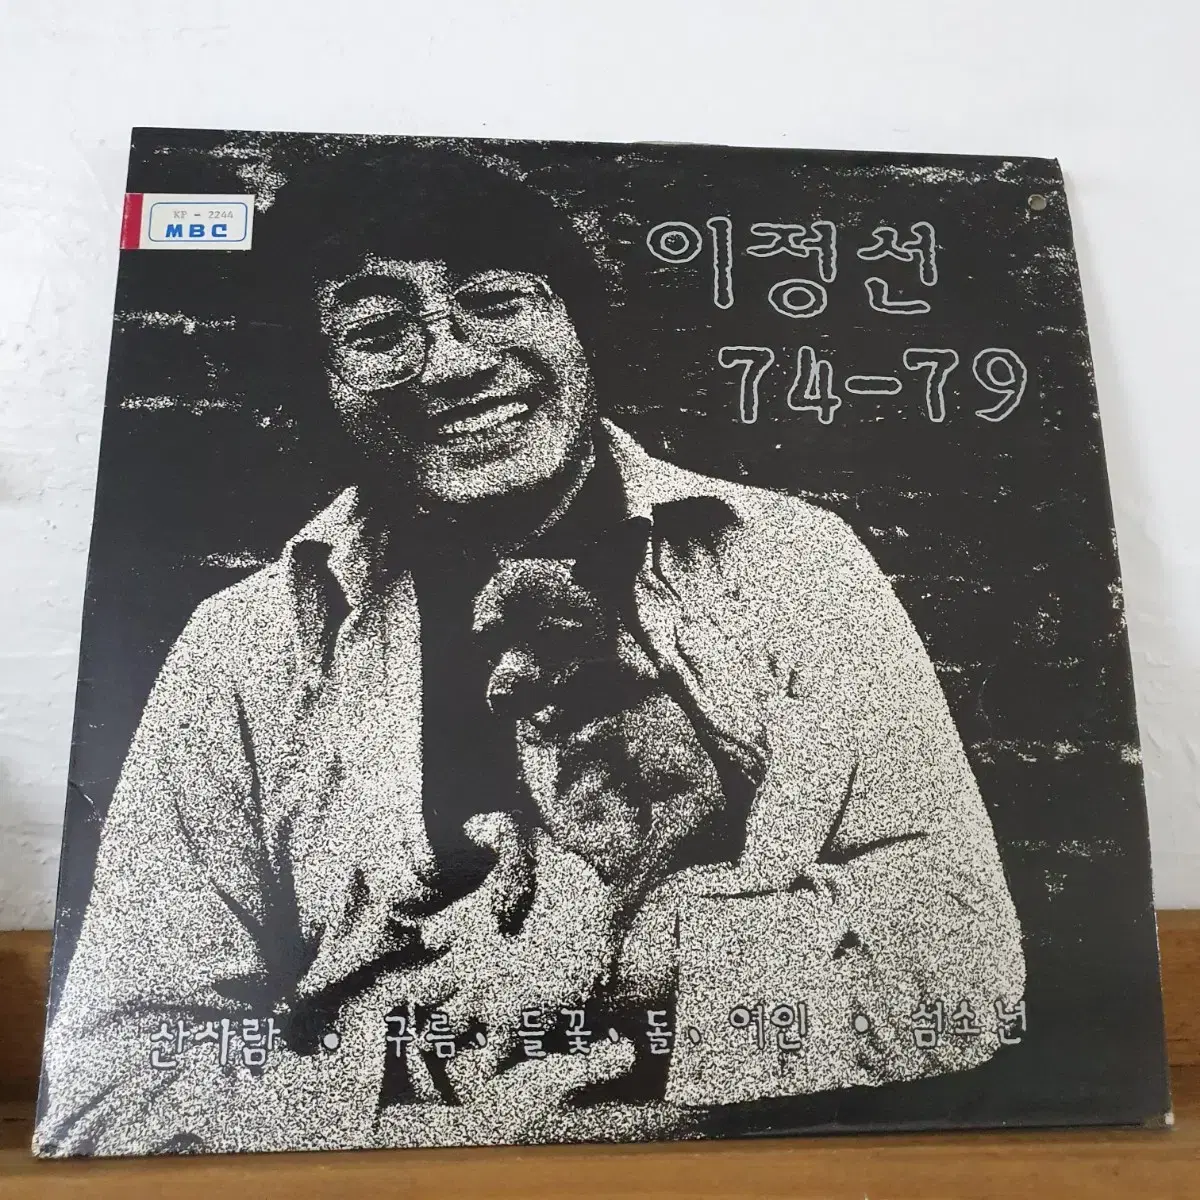 KP - 2244
MBC
이정선
74-79
산사람 • 구름、들꽃、돌、여인 • 섬소년